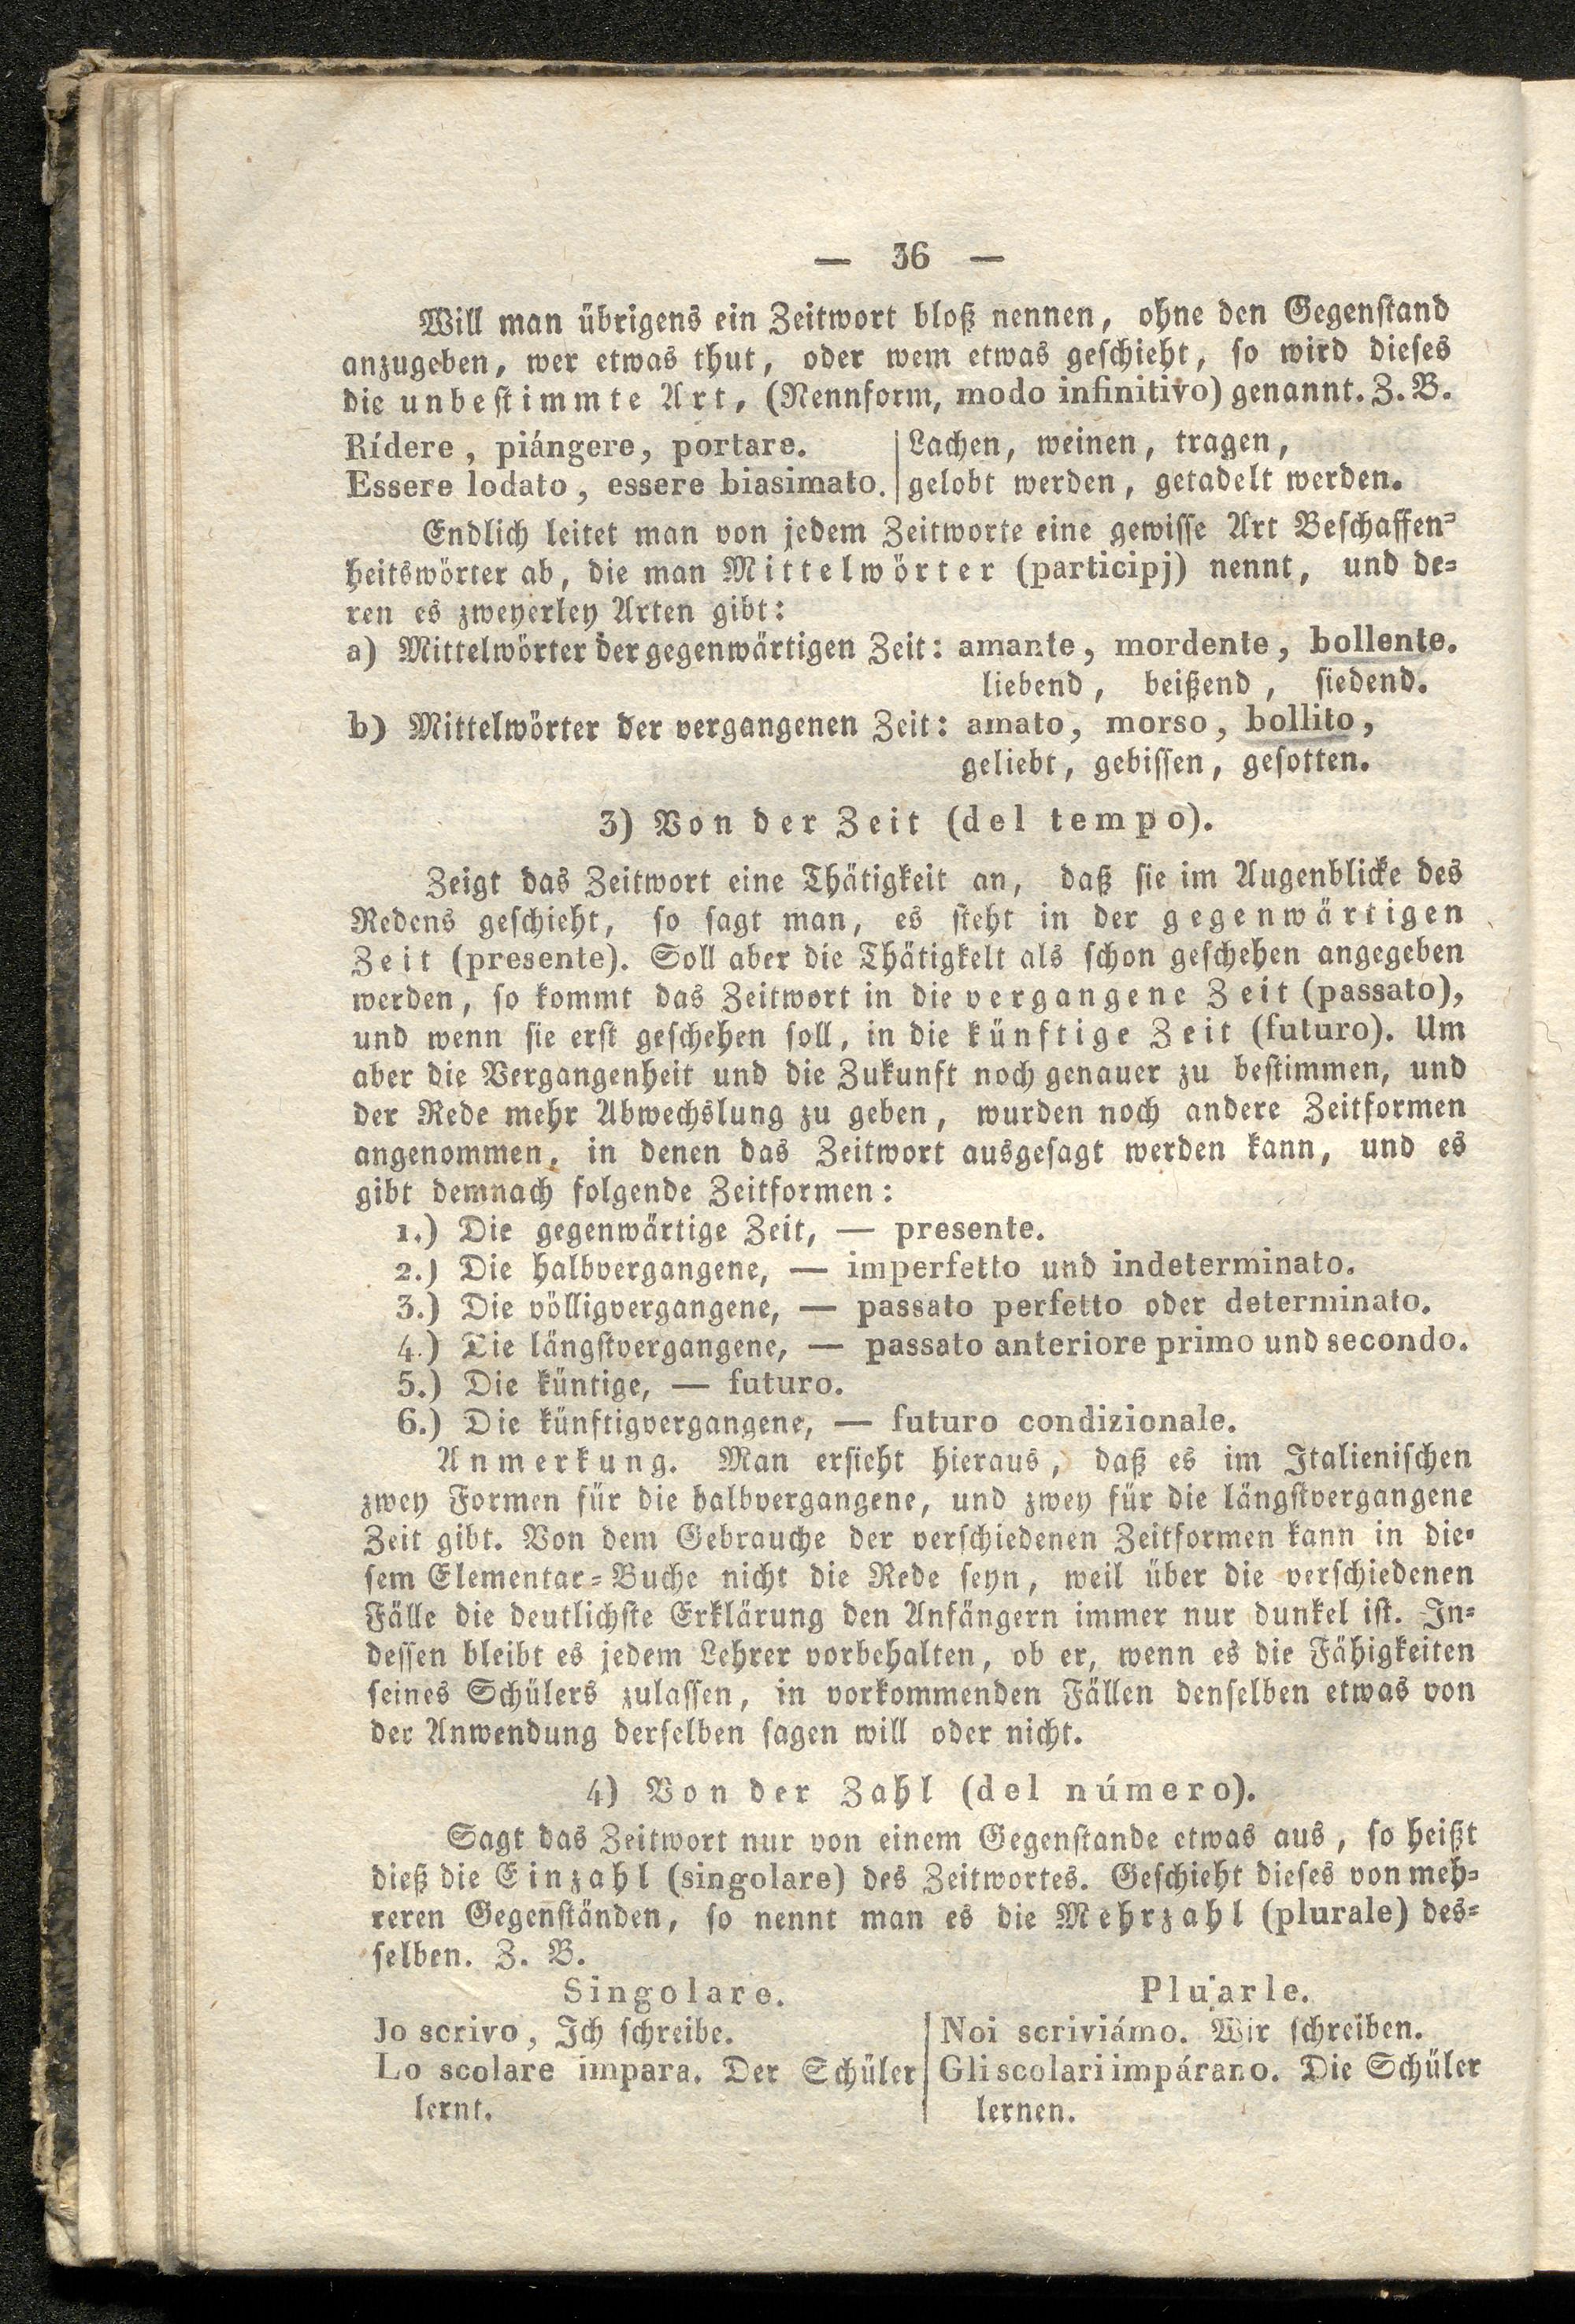 — 36 —
Will man übrigens ein Zeitwort bloß nennen, ohne den Gegenstand
anzugeben, wer etwas thut, oder wem etwas geschieht, so wird dieses
die unbestimmte Art, (Nennform, modo infinitivo) genannt. Z. B.
Rídere, piángere, portare. | Lachen, weinen, tragen,
Essere lodato, essere biasimato. | gelobt werden, getadelt werden.
Endlich leitet man von jedem Zeitworte eine gewisse Art Beschaffen=
heitswörter ab, die man Mittelwörter (participj) nennt, und de=
ren es zweyerley Arten gibt:
a) Mittelwörter der gegenwärtigen Zeit: amante, mordente, bollente.
liebend, beißend, siedend.
b) Mittelwörter der vergangenen Zeit: amato, morso, bollito,
geliebt, gebissen, gesotten.
3) Von der Zeit (del tempo).
Zeigt das Zeitwort eine Thätigkeit an, daß sie im Augenblicke des
Redens geschieht, so sagt man, es steht in der gegenwärtigen
Zeit (presente). Soll aber die Thätigkelt als schon geschehen angegeben
werden, so kommt das Zeitwort in die vergangene Zeit (passato),
und wenn sie erst geschehen soll, in die künftige Zeit (futuro). Um
aber die Vergangenheit und die Zukunft noch genauer zu bestimmen, und
der Rede mehr Abwechslung zu geben, wurden noch andere Zeitformen
angenommen, in denen das Zeitwort ausgesagt werden kann, und es
gibt demnach folgende Zeitformen:
1.) Die gegenwärtige Zeit, — presente.
2.) Die halbvergangene, — imperfetto und indeterminato.
3.) Die völligvergangene, — passato perfetto oder determinato.
4.) Die längstvergangene, — passato anteriore primo und secondo.
5.) Die küntige, — futuro.
6.) Die künftigvergangene, — futuro condizionale.
Anmerkung. Man ersieht hieraus, daß es im Italienischen
zwey Formen für die halbvergangene, und zwey für die längstvergangene
Zeit gibt. Von dem Gebrauche der verschiedenen Zeitformen kann in die=
sem Elementar=Buche nicht die Rede seyn, weil über die verschiedenen
Fälle die deutlichste Erklärung den Anfängern immer nur dunkel ist. In=
dessen bleibt es jedem Lehrer vorbehalten, ob er, wenn es die Fähigkeiten
seines Schülers zulassen, in vorkommenden Fällen denselben etwas von
der Anwendung derselben sagen will oder nicht.
4) Von der Zahl (del número).
Sagt das Zeitwort nur von einem Gegenstande etwas aus, so heißt
dieß die Einzahl (singolare) des Zeitwortes. Geschieht dieses von meh=
reren Gegenständen, so nennt man es die Mehrzahl (plurale) des=
selben. Z. B.
Singolare. Pluarle.
Jo scrivo, Ich schreibe. | Noi scriviámo. Wir schreiben.
Lo scolare impara. Der Schüler | Gli scolari impárano. Die Schüler
lernt. | lernen.